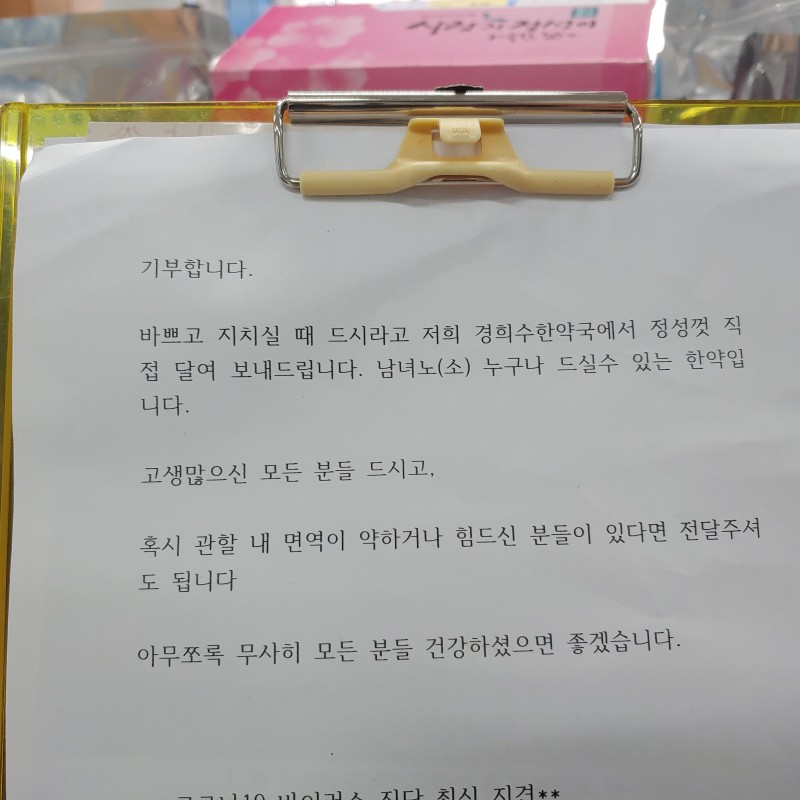 기부합니다.
바쁘고 지치실 때 드시라고 저희 경희수한약국에서 정성껏 직
접 달여 보내드립니다. 남녀노(소) 누구나 드실수 있는 한약입
니다.
고생많으신 모든 분들 드시고,
혹시 관할 내 면역이 약하거나 힘드신 분들이 있다면 전달주셔
도 됩니다
아무쪼록 무사히 모든 분들 건강하셨으면 좋겠습니다.